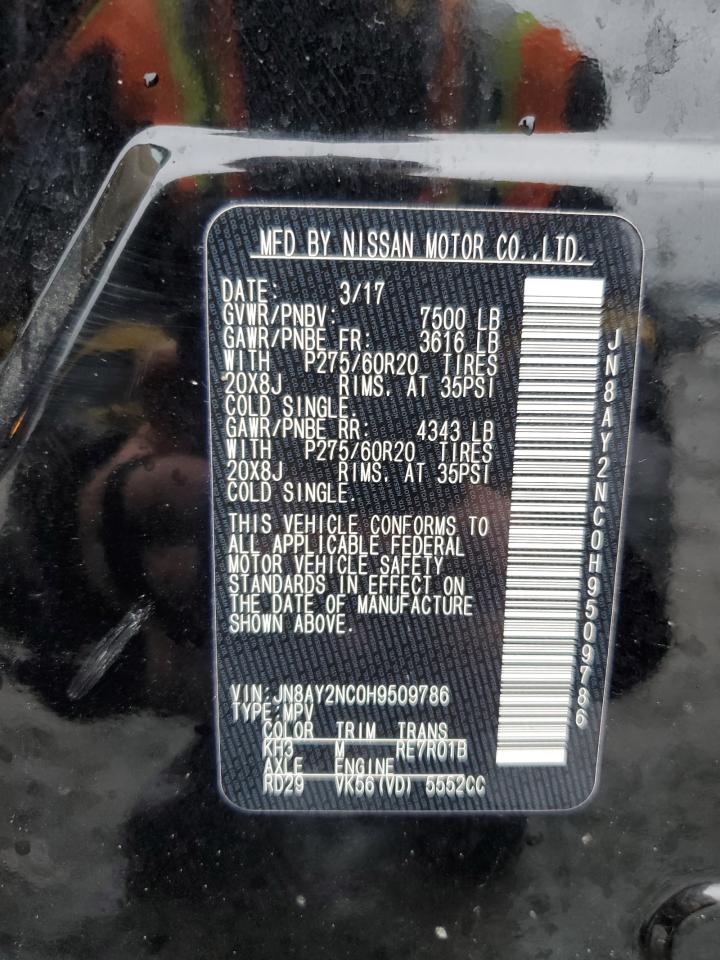 MFD BY NISSAN MOTOR CO.,LTD.
DATE: 3/17
GVWR/PNBV: 7500 LB
GAWR/PNBE FR: 3616 LB
WITH P275/60R20 TIRES
20X8J RIMS, AT 35PSI
COLD SINGLE.
GAWR/PNBE RR: 4343 LB
WITH P275/60R20 TIRES
20X8J RIMS, AT 35PSI
COLD SINGLE.
THIS VEHICLE CONFORMS TO
ALL APPLICABLE FEDERAL
MOTOR VEHICLE SAFETY
STANDARDS IN EFFECT ON
THE DATE OF MANUFACTURE
SHOWN ABOVE.
VIN:JN8AY2NC0H9509786
TYPE:MPV
COLOR TRIM TRANS
KH3 M RE7R01B
AXLE ENGINE
RD29 VK56(VD) 5552CC
JN8AY2NC0H9509786